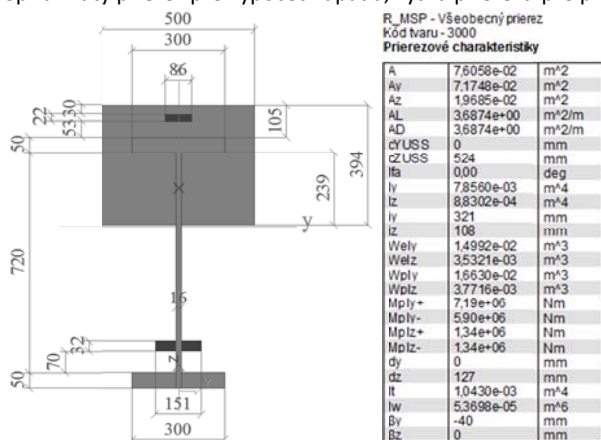 500
300
86
22
30
53
105
50
394
239
y
720
16
32
70
z
y
50
151
300
R_MSP - Všeobecný prierez
Kód tvaru - 3000
Prierezové charakteristiky
A 7,6058e-02 m^2
Ay 7,1748e-02 m^2
Az 1,9685e-02 m^2
AL 3,6874e+00 m^2/m
AD 3,6874e+00 m^2/m
cYUSS 0 mm
cZUSS 524 mm
lfa 0,00 deg
Iy 7,8560e-03 m^4
Iz 8,8302e-04 m^4
iy 321 mm
iz 108 mm
Wely 1,4992e-02 m^3
Welz 3,5321e-03 m^3
Wply 1,6630e-02 m^3
Wplz 3,7716e-03 m^3
Mply+ 7,19e+06 Nm
Mply- 5,90e+06 Nm
Mplz+ 1,34e+06 Nm
Mplz- 1,34e+06 Nm
dy 0 mm
dz 127 mm
It 1,0430e-03 m^4
Iw 5,3698e-05 m^6
βy -40 mm
βz 0 mm